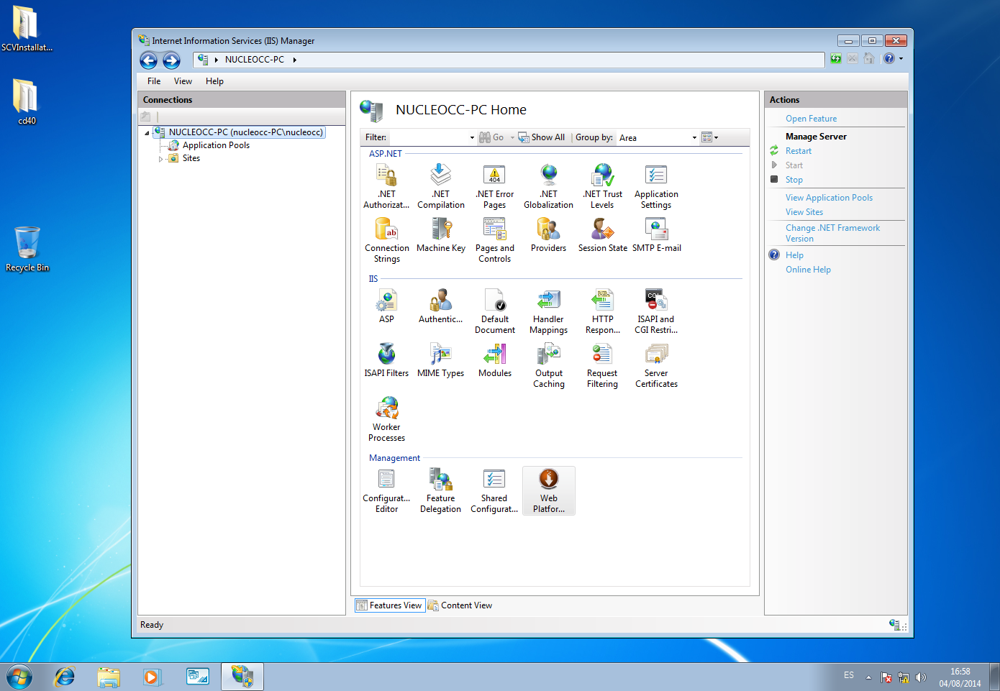 SCVInstallat...
cd40
Recycle Bin
Internet Information Services (IIS) Manager
NUCLEOCC-PC
File View Help
Connections
NUCLEOCC-PC (nucleocc-PC\nucleocc)
Application Pools
Sites
NUCLEOCC-PC Home
Filter: Go Show All Group by: Area
ASP.NET
.NET Authorizat...
.NET Compilation
404
.NET Error Pages
.NET Globalization
.NET Trust Levels
Application Settings
ab
Connection Strings
Machine Key
Pages and Controls
Providers
Session State
SMTP E-mail
IIS
ASP
Authentic...
Default Document
Handler Mappings
HTTP Respon...
ISAPI and CGI Restri...
ISAPI Filters
MIME Types
Modules
Output Caching
Request Filtering
Server Certificates
Worker Processes
Management
Configurat... Editor
Feature Delegation
Shared Configurat...
Web Platfor...
Features View Content View
Actions
Open Feature
Manage Server
Restart
Start
Stop
View Application Pools
View Sites
Change .NET Framework
Version
Help
Online Help
Ready
ES
16:58
04/08/2014